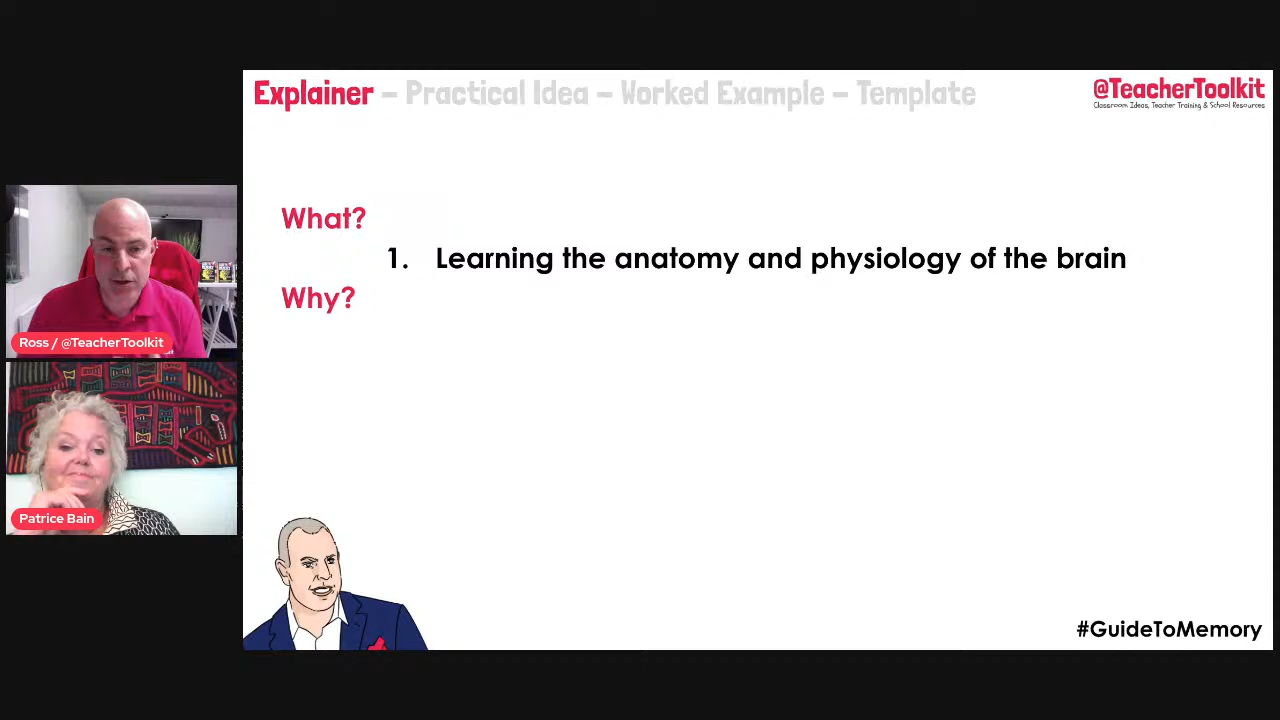 Explainer – Practical Idea – Worked Example – Template
@TeacherToolkit
Classroom Ideas, Teacher Training & School Resources
What?
1. Learning the anatomy and physiology of the brain
Why?
Ross / @TeacherToolkit
Patrice Bain
#GuideToMemory